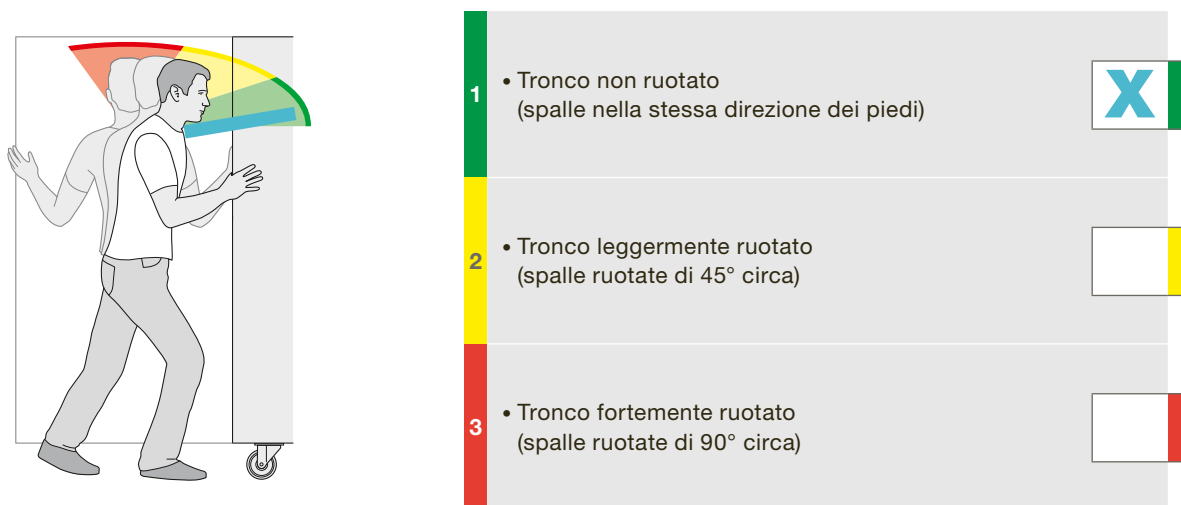 1
• Tronco non ruotato
(spalle nella stessa direzione dei piedi)
X
2
• Tronco leggermente ruotato
(spalle ruotate di 45° circa)
3
• Tronco fortemente ruotato
(spalle ruotate di 90° circa)